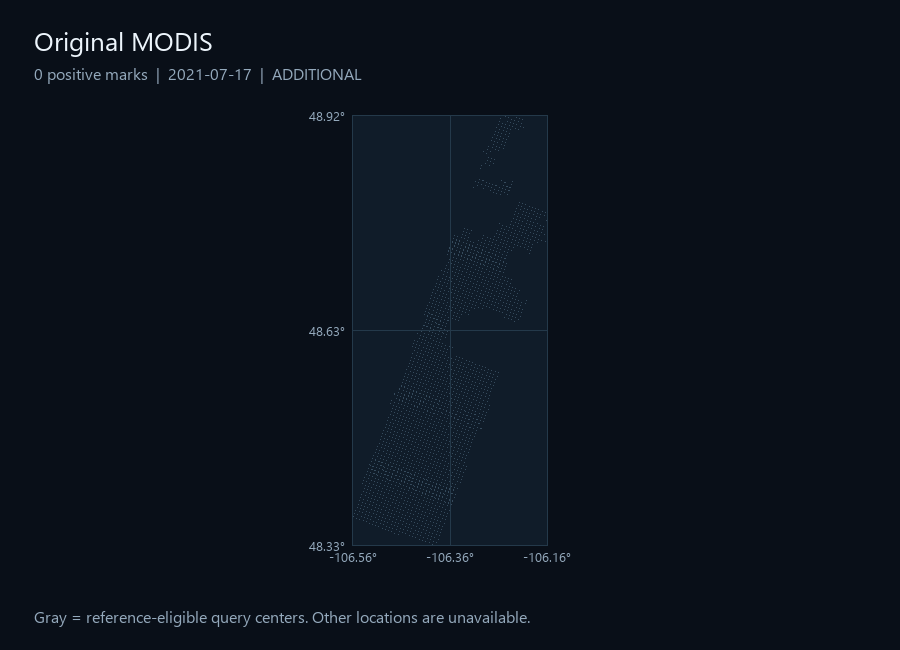 Original MODIS
0 positive marks | 2021-07-17 | ADDITIONAL
48.92°
48.63°
48.33°
-106.56° -106.36° -106.16°
Gray = reference-eligible query centers. Other locations are unavailable.